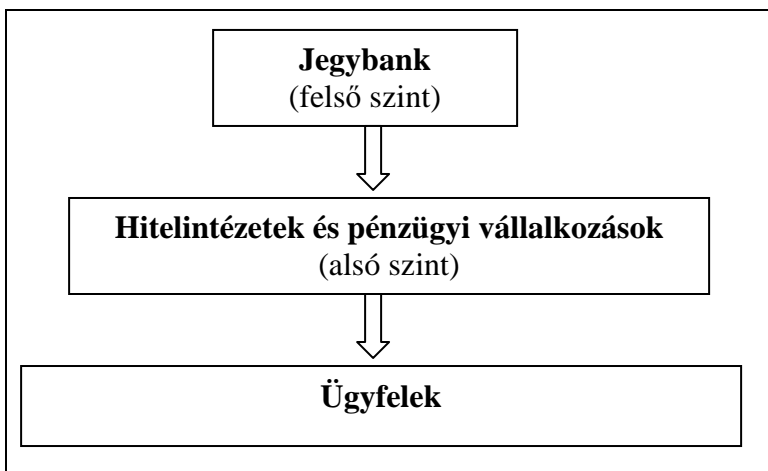 Jegybank
(felső szint)
Hitelintézetek és pénzügyi vállalkozások
(alsó szint)
Ügyfelek